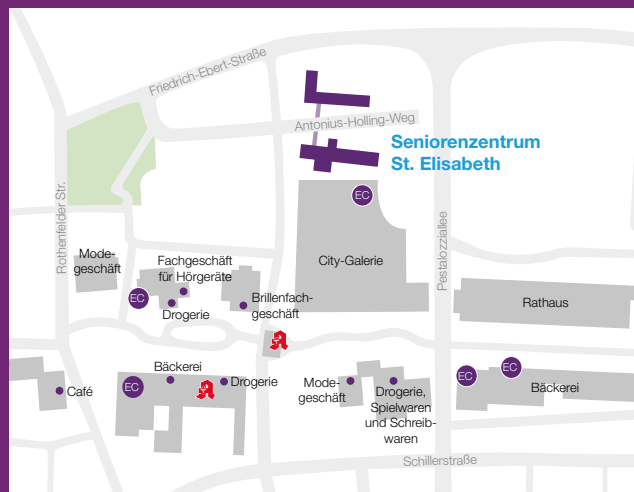 Friedrich-Ebert-Straße
Antonius-Holling-Weg
Seniorenzentrum
St. Elisabeth
Rothenfelder Str.
EC
Pestalozziallee
Mode-
geschäft
Fachgeschäft
für Hörgeräte
City-Galerie
EC
Drogerie
Brillenfach-
geschäft
Rathaus
Bäckerei
Café
EC
Drogerie
Mode-
geschäft
Drogerie,
Spielwaren
und Schreib-
waren
EC
EC
Bäckerei
Schillerstraße